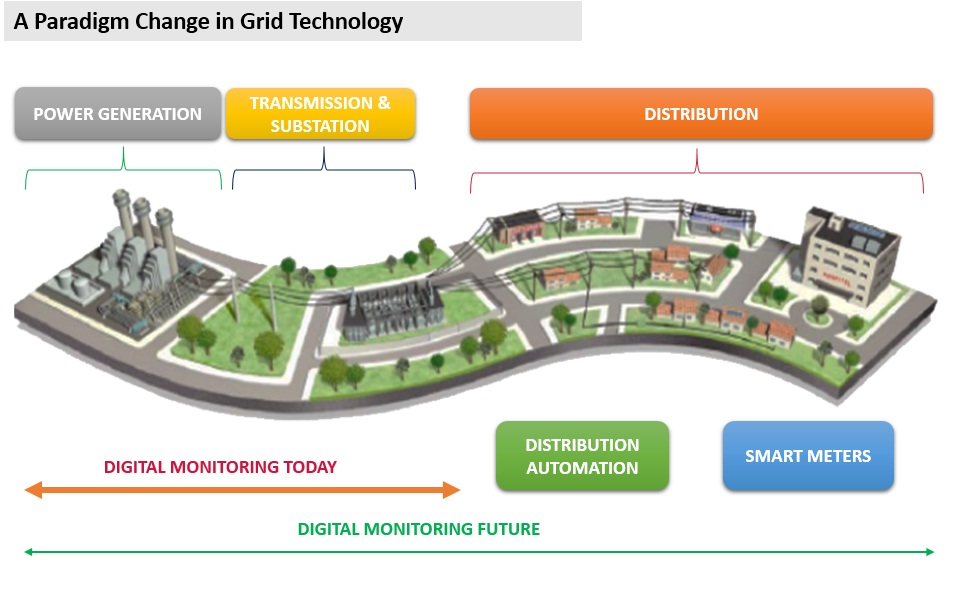 A Paradigm Change in Grid Technology
POWER GENERATION
TRANSMISSION &
SUBSTATION
DISTRIBUTION
DISTRIBUTION
AUTOMATION
SMART METERS
DIGITAL MONITORING TODAY
DIGITAL MONITORING FUTURE